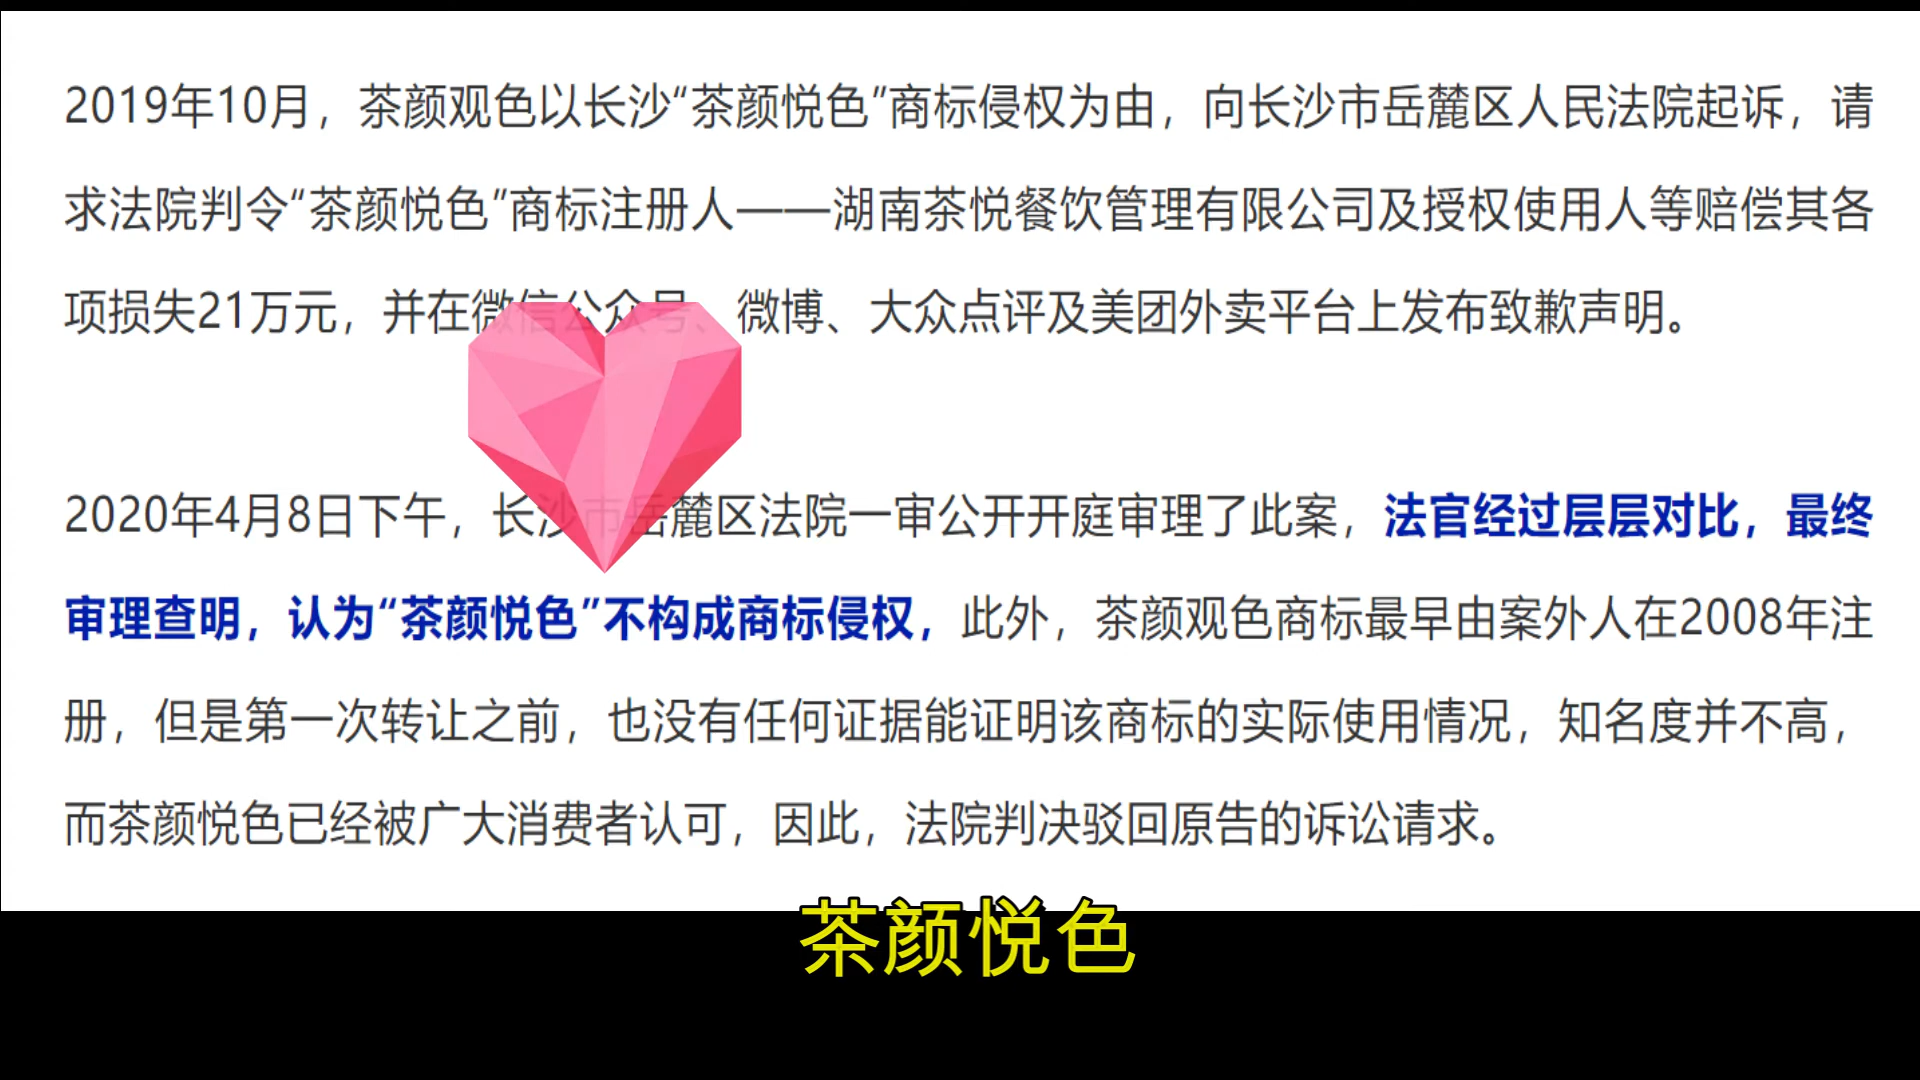 2019年10月，茶颜观色以长沙“茶颜悦色”商标侵权为由，向长沙市岳麓区人民法院起诉，请
求法院判令“茶颜悦色”商标注册人——湖南茶悦餐饮管理有限公司及授权使用人等赔偿其各
项损失21万元，并在微信公众号、微博、大众点评及美团外卖平台上发布致歉声明。
2020年4月8日下午，长沙市岳麓区法院一审公开开庭审理了此案，法官经过层层对比，最终
审理查明，认为“茶颜悦色”不构成商标侵权，此外，茶颜观色商标最早由案外人在2008年注
册，但是第一次转让之前，也没有任何证据能证明该商标的实际使用情况，知名度并不高，
而茶颜悦色已经被广大消费者认可，因此，法院判决驳回原告的诉讼请求。
茶颜悦色